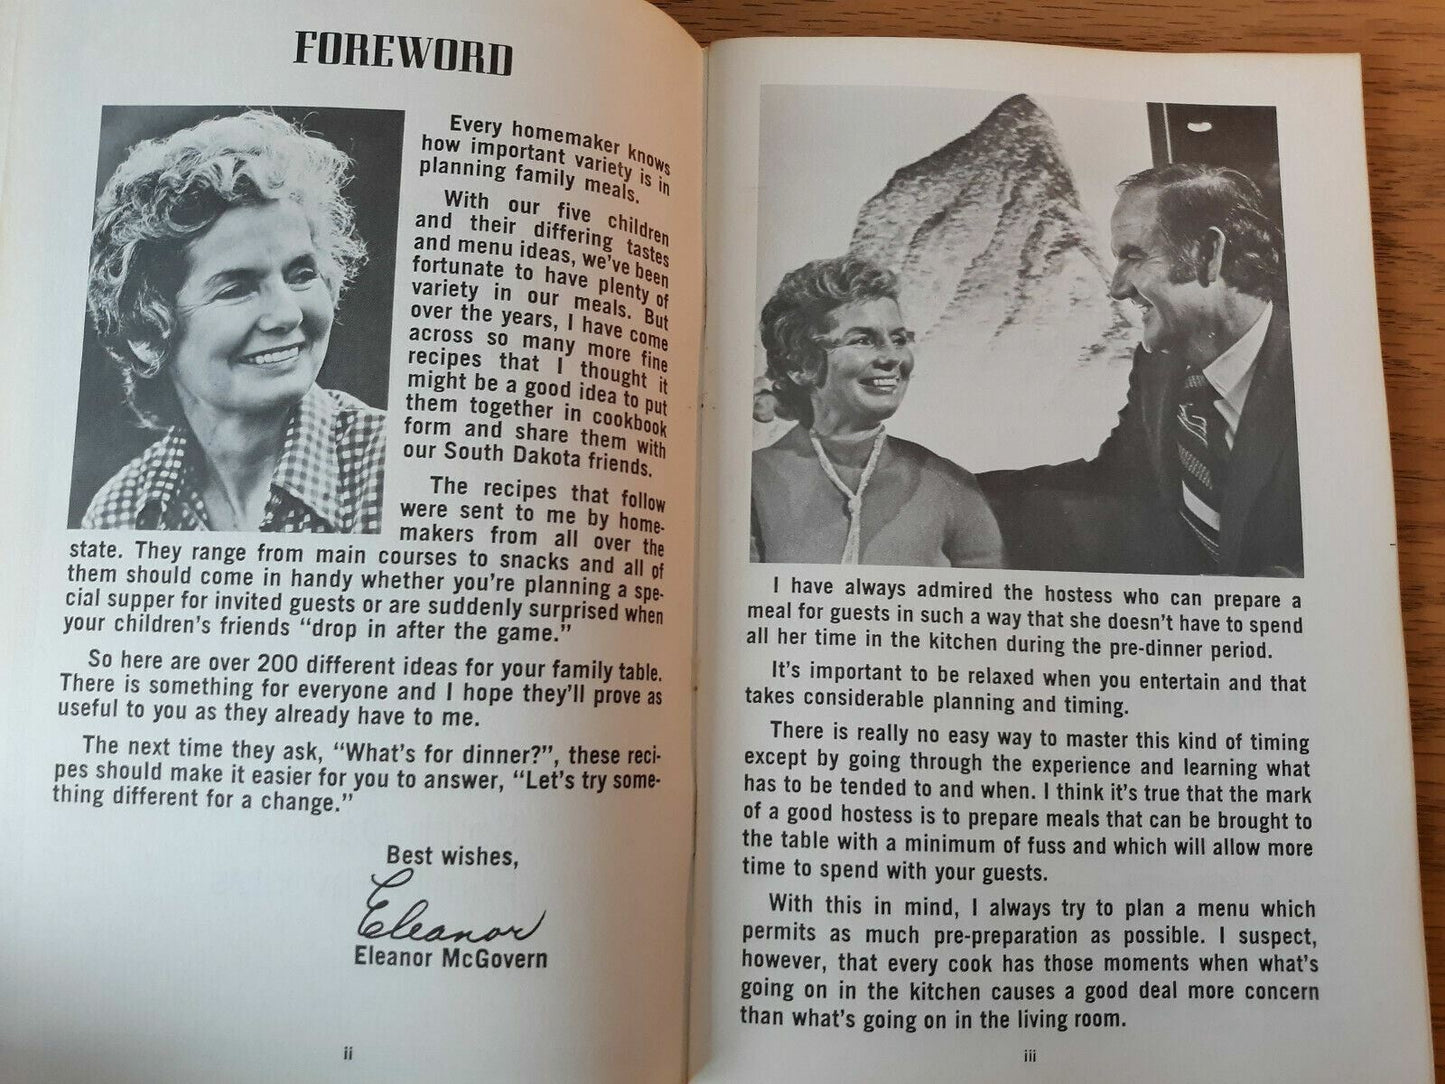 FOREWORD
Every homemaker knows
how important variety is in
planning family meals.
With our five children
and their differing tastes
and menu ideas, we've been
fortunate to have plenty of
variety in our meals. But
over the years, I have come
across so many more fine
recipes that I thought it
might be a good idea to put
them together in cookbook
form and share them with
our South Dakota friends.
The recipes that follow
were sent to me by home-
makers from all over the
state. They range from main courses to snacks and all of
them should come in handy whether you're planning a spe-
cial supper for invited guests or are suddenly surprised when
your children's friends “drop in after the game.”
So here are over 200 different ideas for your family table.
There is something for everyone and I hope they'll prove as
useful to you as they already have to me.
The next time they ask, “What's for dinner?”, these reci-
pes should make it easier for you to answer, “Let's try some-
thing different for a change.”
Best wishes,
Eleanor
Eleanor McGovern
ii
I have always admired the hostess who can prepare a
meal for guests in such a way that she doesn't have to spend
all her time in the kitchen during the pre-dinner period.
It's important to be relaxed when you entertain and that
takes considerable planning and timing.
There is really no easy way to master this kind of timing
except by going through the experience and learning what
has to be tended to and when. I think it's true that the mark
of a good hostess is to prepare meals that can be brought to
the table with a minimum of fuss and which will allow more
time to spend with your guests.
With this in mind, I always try to plan a menu which
permits as much pre-preparation as possible. I suspect,
however, that every cook has those moments when what's
going on in the kitchen causes a good deal more concern
than what's going on in the living room.
iii